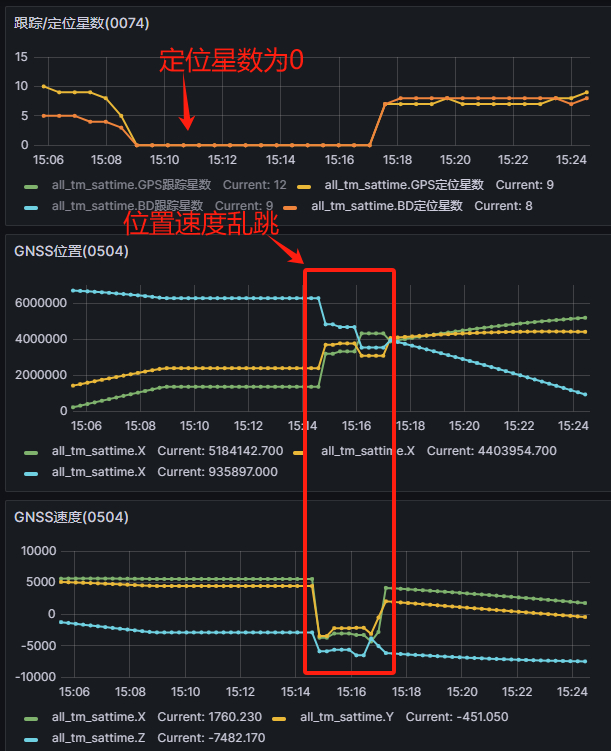 跟踪/定位星数(0074)
定位星数为0
15
10
5
0
15:06 15:08 15:10 15:12 15:14 15:16 15:18 15:20 15:22 15:24
all_tm_sattime.GPS跟踪星数 Current: 12 all_tm_sattime.GPS定位星数 Current: 9
all_tm_sattime.BD跟踪星数 Current: 9 all_tm_sattime.BD定位星数 Current: 8
位置速度乱跳
GNSS位置(0504)
6000000
4000000
2000000
0
15:06 15:08 15:10 15:12 15:14 15:16 15:18 15:20 15:22 15:24
all_tm_sattime.X Current: 5184142.700 all_tm_sattime.X Current: 4403954.700
all_tm_sattime.X Current: 935897.000
GNSS速度(0504)
10000
5000
0
-5000
-10000
15:06 15:08 15:10 15:12 15:14 15:16 15:18 15:20 15:22 15:24
all_tm_sattime.X Current: 1760.230 all_tm_sattime.Y Current: -451.050
all_tm_sattime.Z Current: -7482.170